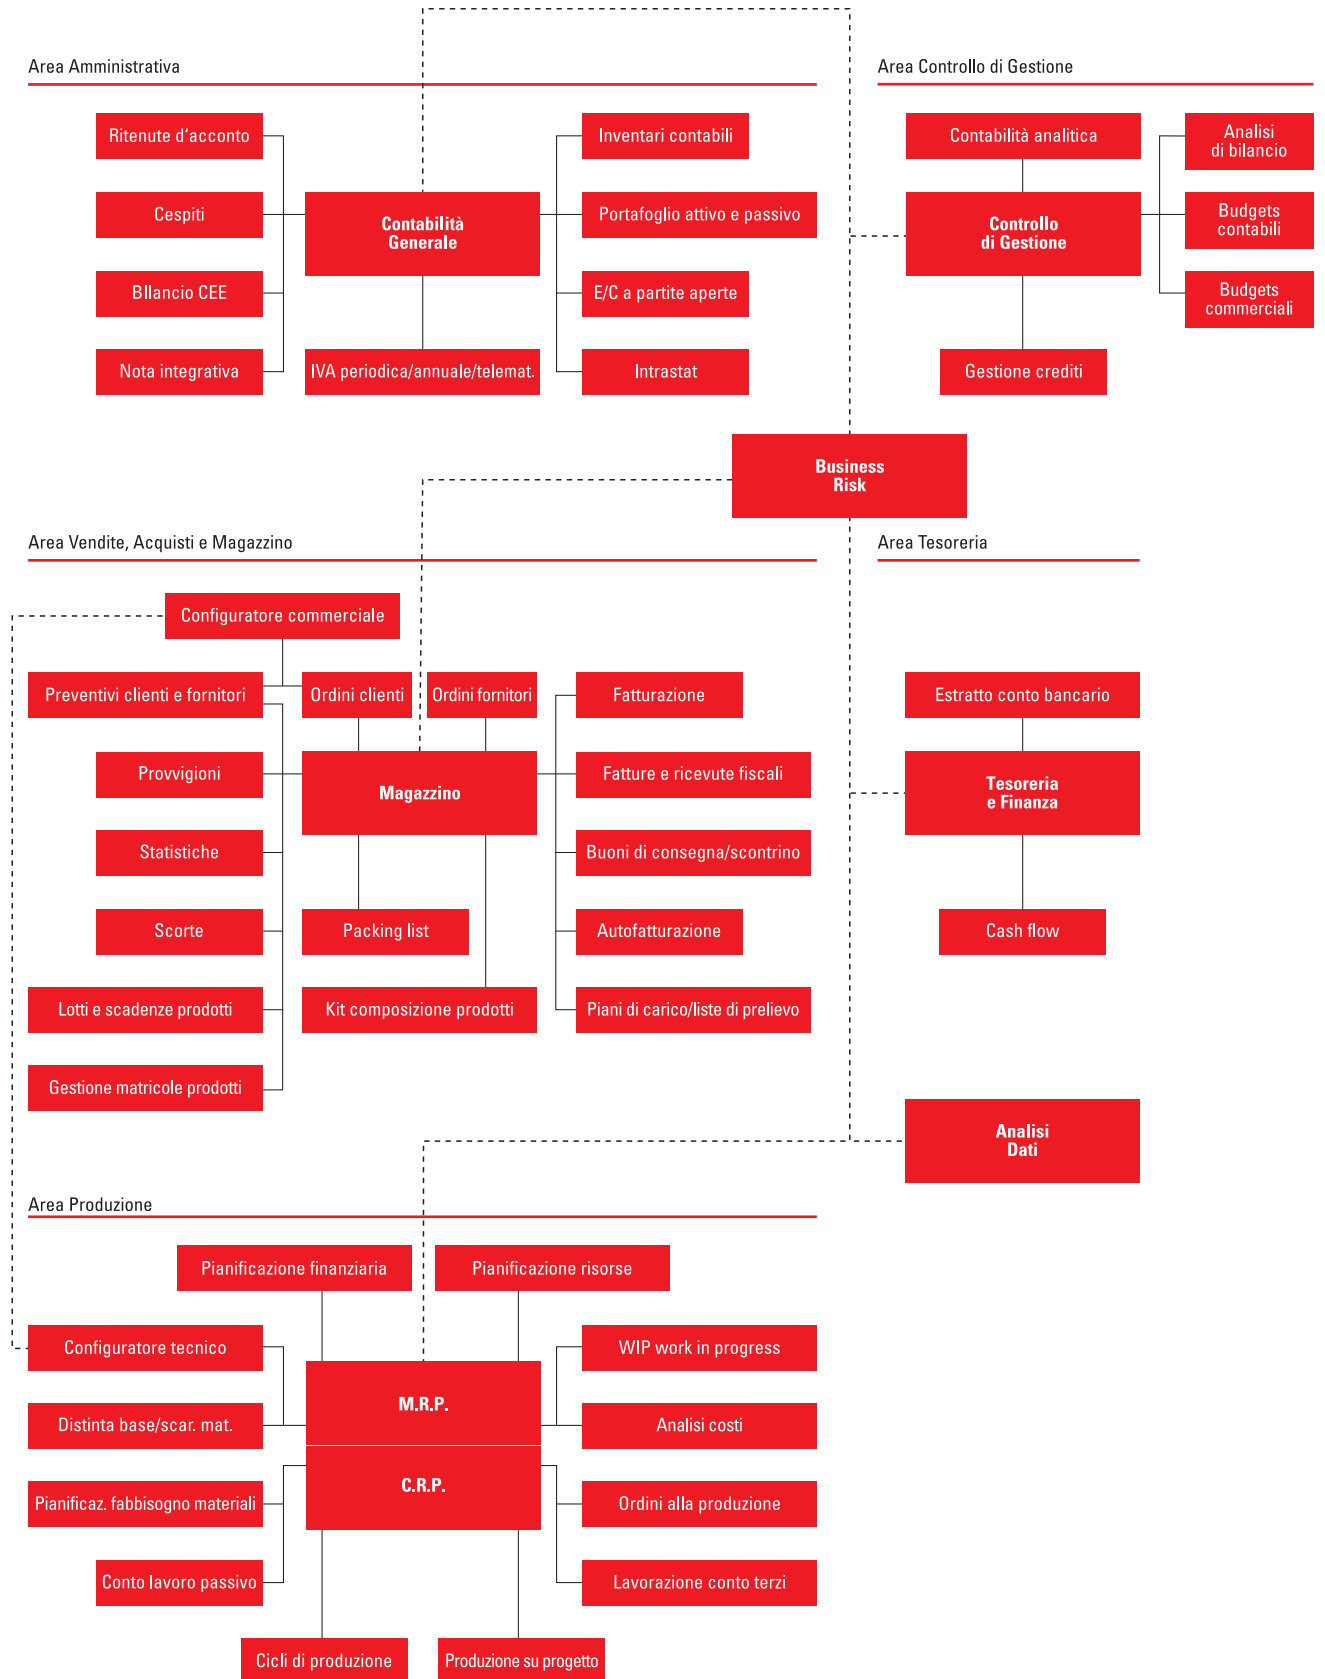 Area Amministrativa
Area Controllo di Gestione
Ritenute d'acconto
Inventari contabili
Contabilità analitica
Analisi
di bilancio
Cespiti
Contabilità
Generale
Portafoglio attivo e passivo
Controllo
di Gestione
Budgets
contabili
BIlancio CEE
E/C a partite aperte
Budgets
commerciali
Nota integrativa
IVA periodica/annuale/telemat.
Intrastat
Gestione crediti
Business
Risk
Area Vendite, Acquisti e Magazzino
Area Tesoreria
Configuratore commerciale
Preventivi clienti e fornitori
Ordini clienti
Ordini fornitori
Fatturazione
Estratto conto bancario
Provvigioni
Magazzino
Fatture e ricevute fiscali
Tesoreria
e Finanza
Statistiche
Buoni di consegna/scontrino
Scorte
Packing list
Autofatturazione
Cash flow
Lotti e scadenze prodotti
Kit composizione prodotti
Piani di carico/liste di prelievo
Gestione matricole prodotti
Analisi
Dati
Area Produzione
Pianificazione finanziaria
Pianificazione risorse
Configuratore tecnico
WIP work in progress
M.R.P.
Distinta base/scar. mat.
Analisi costi
C.R.P.
Pianificaz. fabbisogno materiali
Ordini alla produzione
Conto lavoro passivo
Lavorazione conto terzi
Cicli di produzione
Produzione su progetto